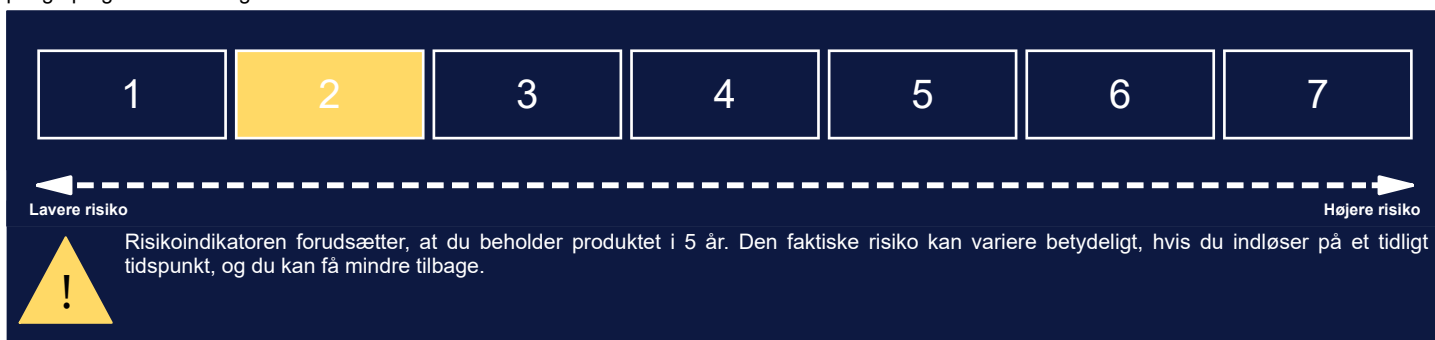 1 2 3 4 5 6 7
Lavere risiko Højere risiko
Risikoindikatoren forudsætter, at du beholder produktet i 5 år. Den faktiske risiko kan variere betydeligt, hvis du indløser på et tidligt
tidspunkt, og du kan få mindre tilbage.
!